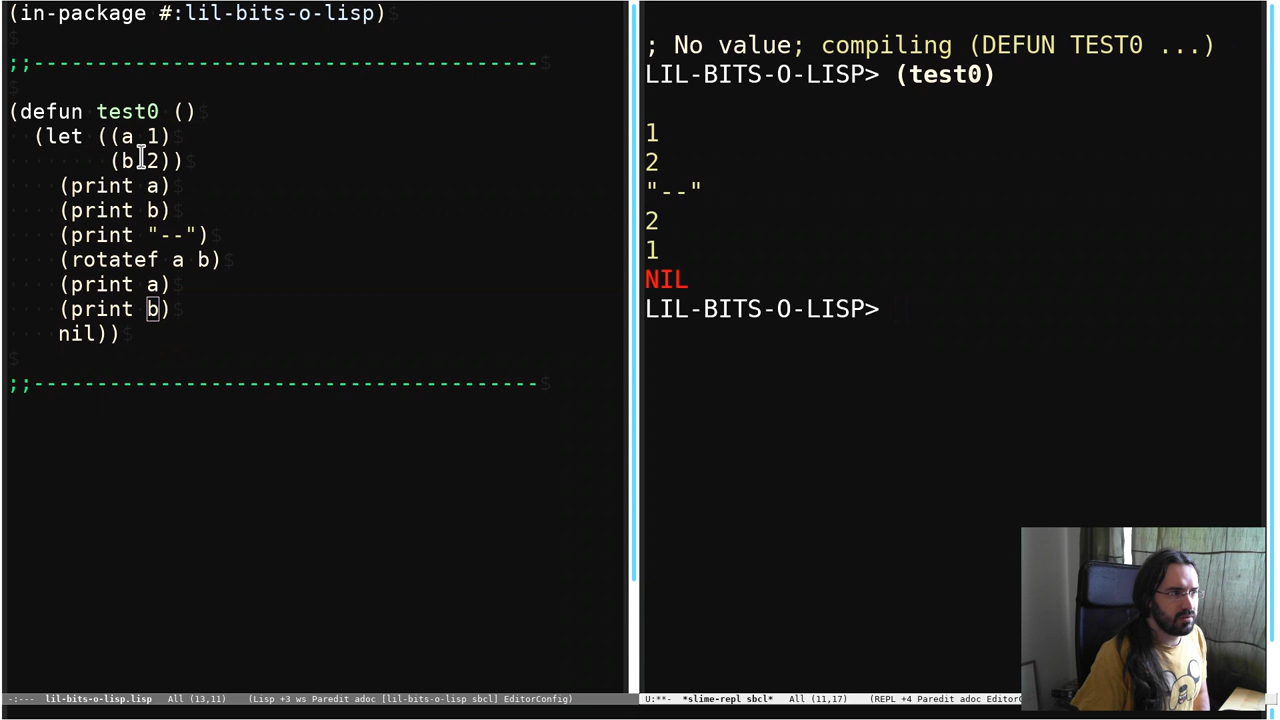 (in-package #:lil-bits-o-lisp)$
$
;;----------------------------------------$
$
(defun test0 ()$
(let ((a 1)$
(b 2))$
(print a)$
(print b)$
(print "--")$
(rotatef a b)$
(print a)$
(print b)$
nil))$
$
;;----------------------------------------$
-:--- lil-bits-o-lisp.lisp All (13,11) (Lisp +3 ws Paredit adoc [lil-bits-o-lisp sbcl] EditorConfig)
; No value; compiling (DEFUN TEST0 ...)
LIL-BITS-O-LISP> (test0)
1
2
"--"
2
1
NIL
LIL-BITS-O-LISP>
U:**- *slime-repl sbcl* All (11,17) (REPL +4 Paredit adoc EditorC